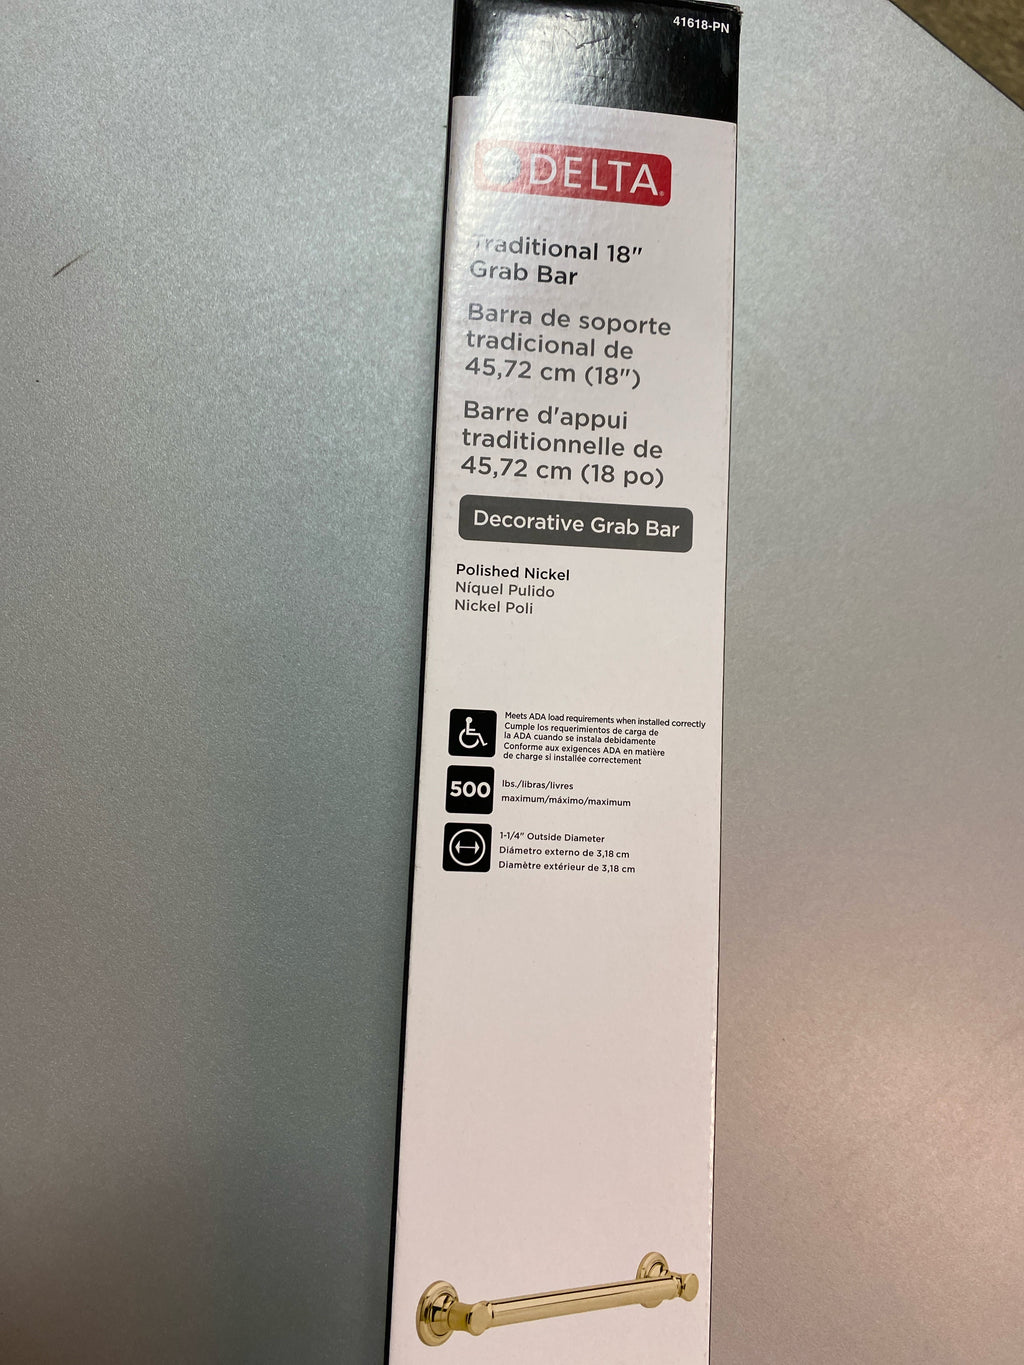 41618-PN
DELTA®
Traditional 18"
Grab Bar
Barra de soporte
tradicional de
45,72 cm (18")
Barre d'appui
traditionnelle de
45,72 cm (18 po)
Decorative Grab Bar
Polished Nickel
Níquel Pulido
Nickel Poli
Meets ADA load requirements when installed correctly
Cumple los requerimientos de carga de
la ADA cuando se instala debidamente
Conforme aux exigences ADA en matière
de charge si installée correctement
500 lbs./libras/livres
maximum/máximo/maximum
1-1/4" Outside Diameter
Diámetro externo de 3,18 cm
Diamètre extérieur de 3,18 cm